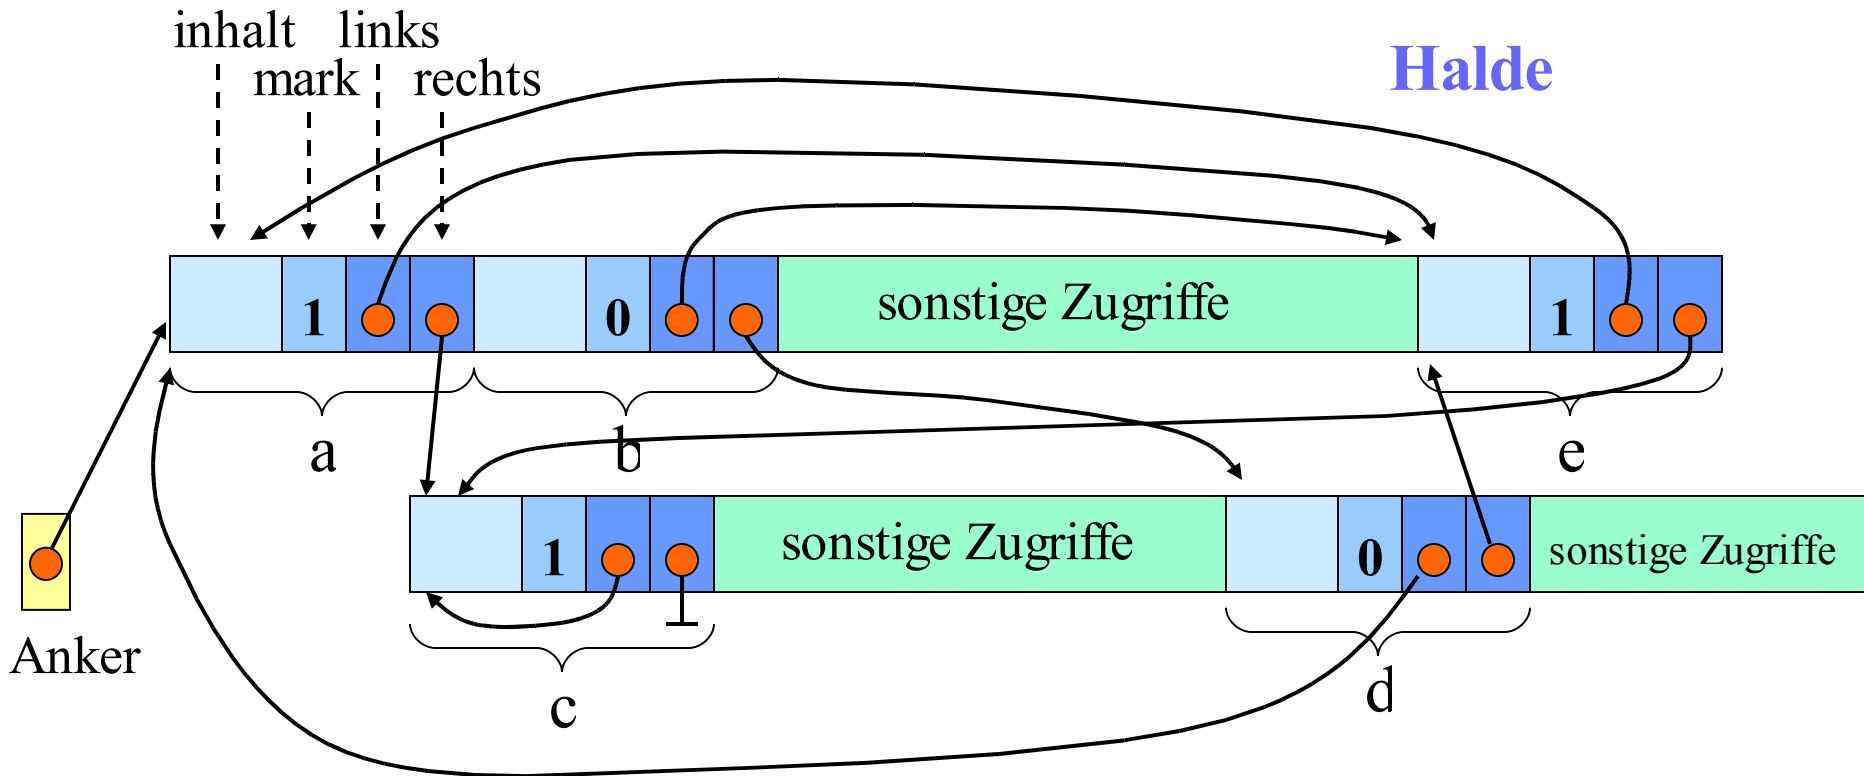 inhalt links
mark rechts
Halde
1 0 sonstige Zugriffe 1
a b e
1 sonstige Zugriffe 0 sonstige Zugriffe
Anker
c d